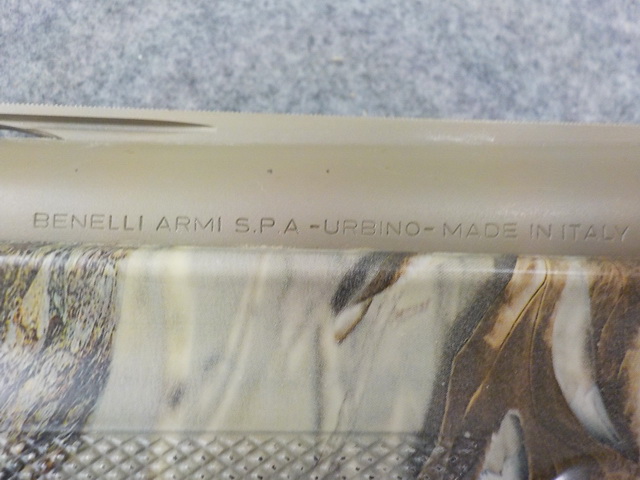 BENELLI ARMI S.P.A -URBINO-MADE IN ITALY